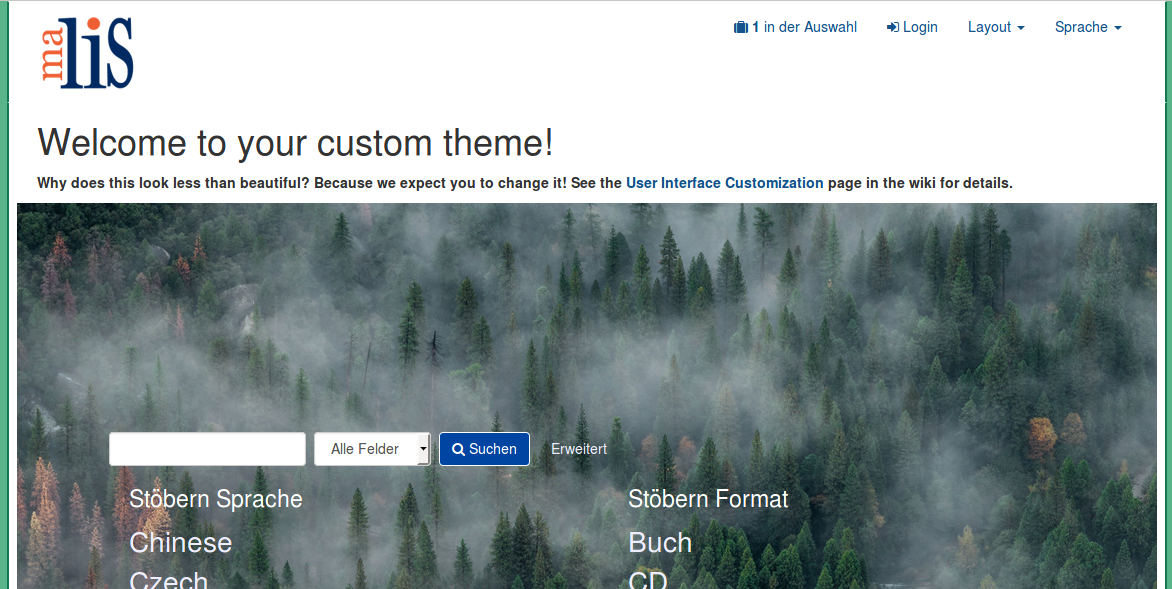 ma liS
1 in der Auswahl Login Layout Sprache
Welcome to your custom theme!
Why does this look less than beautiful? Because we expect you to change it! See the User Interface Customization page in the wiki for details.
Alle Felder Suchen Erweitert
Stöbern Sprache Stöbern Format
Chinese Buch
Czech CD